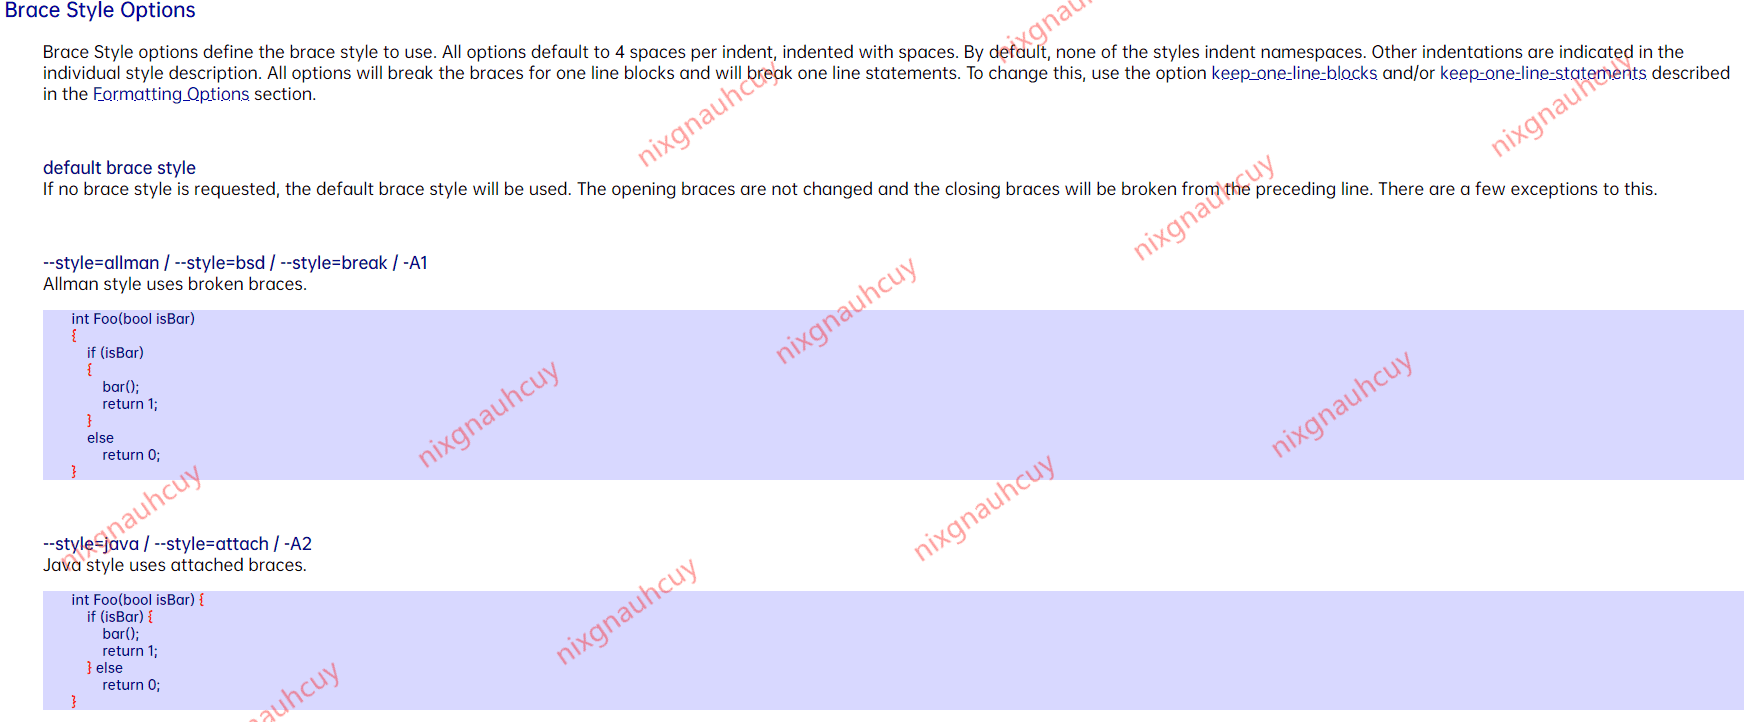 Brace Style Options
Brace Style options define the brace style to use. All options default to 4 spaces per indent, indented with spaces. By default, none of the styles indent namespaces. Other indentations are indicated in the
individual style description. All options will break the braces for one line blocks and will break one line statements. To change this, use the option keep-one-line-blocks and/or keep-one-line-statements described
in the Formatting Options section.
default brace style
If no brace style is requested, the default brace style will be used. The opening braces are not changed and the closing braces will be broken from the preceding line. There are a few exceptions to this.
--style=allman / --style=bsd / --style=break / -A1
Allman style uses broken braces.
int Foo(bool isBar)
{
if (isBar)
{
bar();
return 1;
}
else
return 0;
}
--style=java / --style=attach / -A2
Java style uses attached braces.
int Foo(bool isBar) {
if (isBar) {
bar();
return 1;
} else
return 0;
}
nixgnau
nixgnauhcuy
nixgnauhcuy
nixgnauhcuy
nixgnauhcuy
nixgnauhcuy
nixgnauhcuy
nixgnauhcuy
nixgnauhcuy
nixgnauhcuy
auhcuy